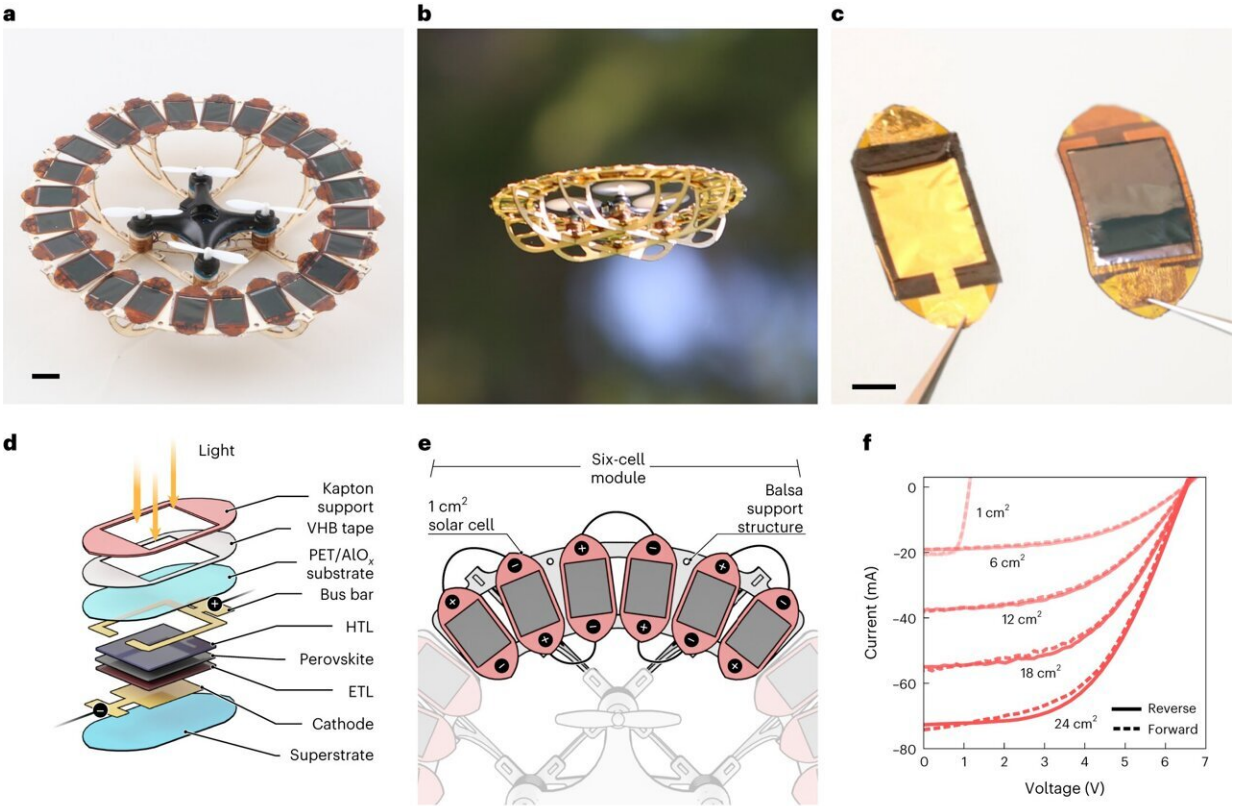 a
b
c
d
Light
Kapton
support
VHB tape
PET/AlOₓ
substrate
Bus bar
+
HTL
Perovskite
ETL
−
Cathode
Superstrate
e
Six-cell
module
1 cm²
solar cell
Balsa
support
structure
+
−
+
−
+
−
−
+
−
+
−
+
f
0
−20
−40
−60
−80
Current (mA)
1 cm²
6 cm²
12 cm²
18 cm²
24 cm²
Reverse
Forward
0 1 2 3 4 5 6 7
Voltage (V)